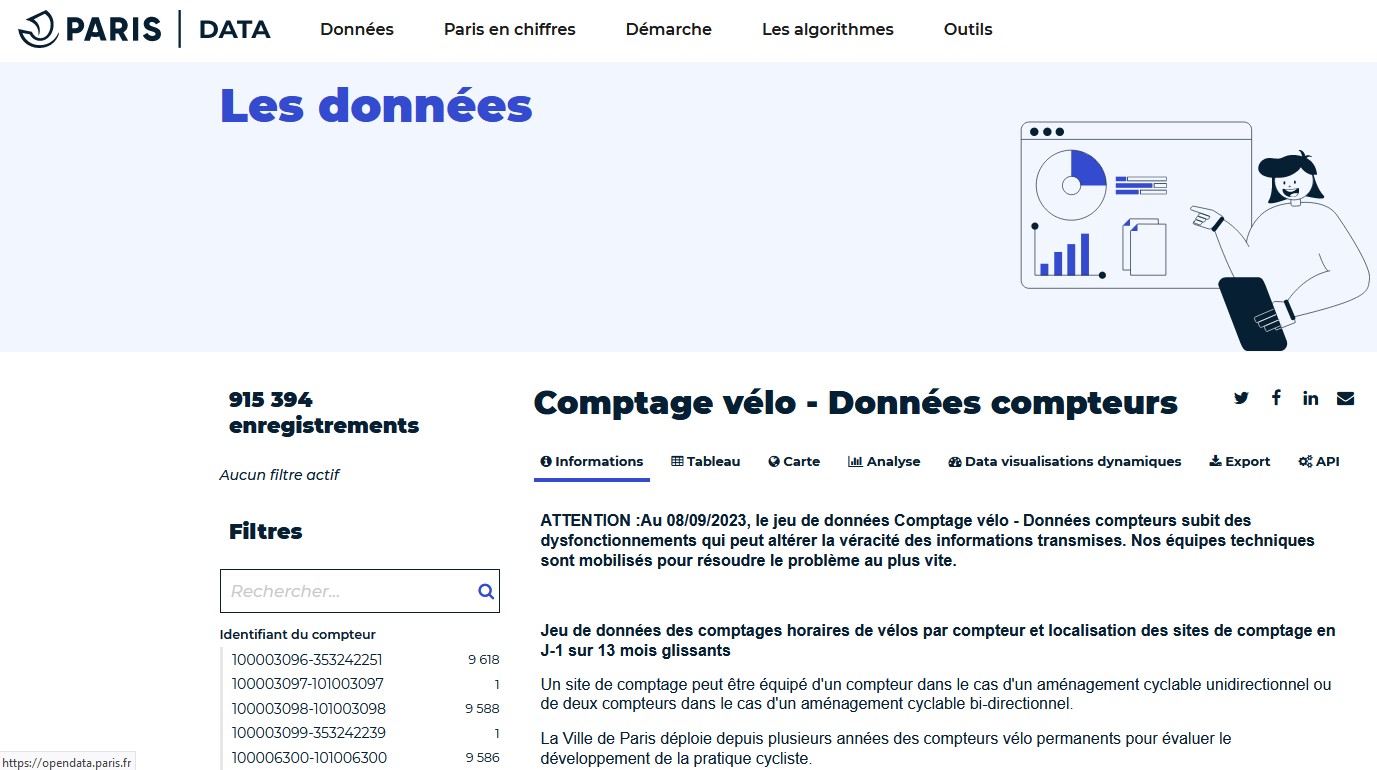 PARIS | DATA
Données
Paris en chiffres
Démarche
Les algorithmes
Outils
Les données
915 394
enregistrements
Aucun filtre actif
Filtres
Rechercher...
Identifiant du compteur
100003096-353242251 9 618
100003097-101003097 1
100003098-101003098 9 588
100003099-353242239 1
100006300-101006300 9 586
Comptage vélo - Données compteurs
Informations
Tableau
Carte
Analyse
Data visualisations dynamiques
Export
API
ATTENTION :Au 08/09/2023, le jeu de données Comptage vélo - Données compteurs subit des
dysfonctionnements qui peut altérer la véracité des informations transmises. Nos équipes techniques
sont mobilisés pour résoudre le problème au plus vite.
Jeu de données des comptages horaires de vélos par compteur et localisation des sites de comptage en
J-1 sur 13 mois glissants
Un site de comptage peut être équipé d'un compteur dans le cas d'un aménagement cyclable unidirectionnel ou
de deux compteurs dans le cas d'un aménagement cyclable bi-directionnel.
La Ville de Paris déploie depuis plusieurs années des compteurs vélo permanents pour évaluer le
développement de la pratique cycliste.
https://opendata.paris.fr